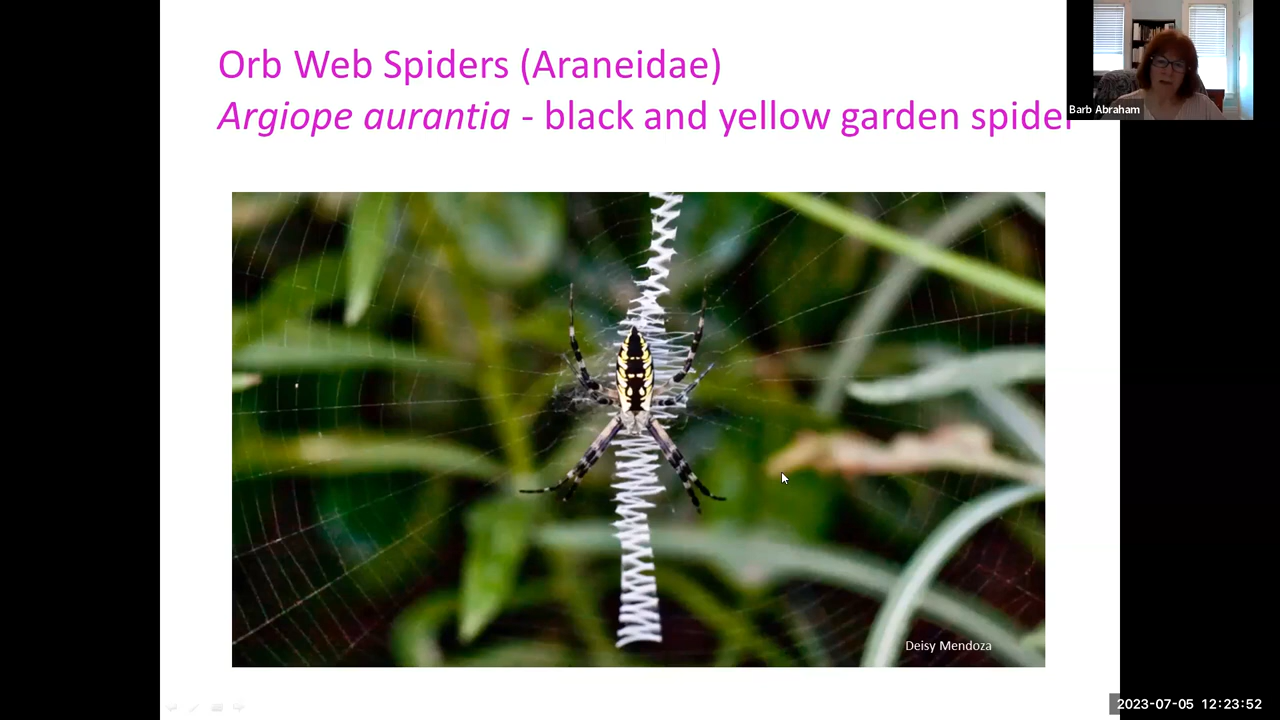 Orb Web Spiders (Araneidae)
Argiope aurantia - black and yellow garden spider
Barb Abraham
Deisy Mendoza
2023-07-05 12:23:52